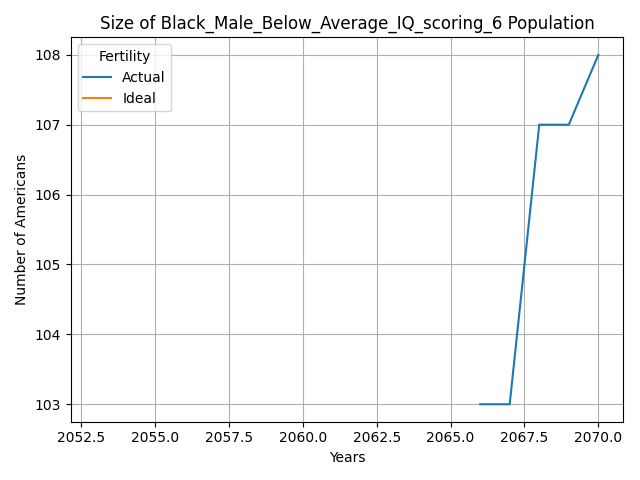 Size of Black_Male_Below_Average_IQ_scoring_6 Population
Fertility
Actual
Ideal
108
107
106
105
104
103
Number of Americans
2052.5 2055.0 2057.5 2060.0 2062.5 2065.0 2067.5 2070.0
Years